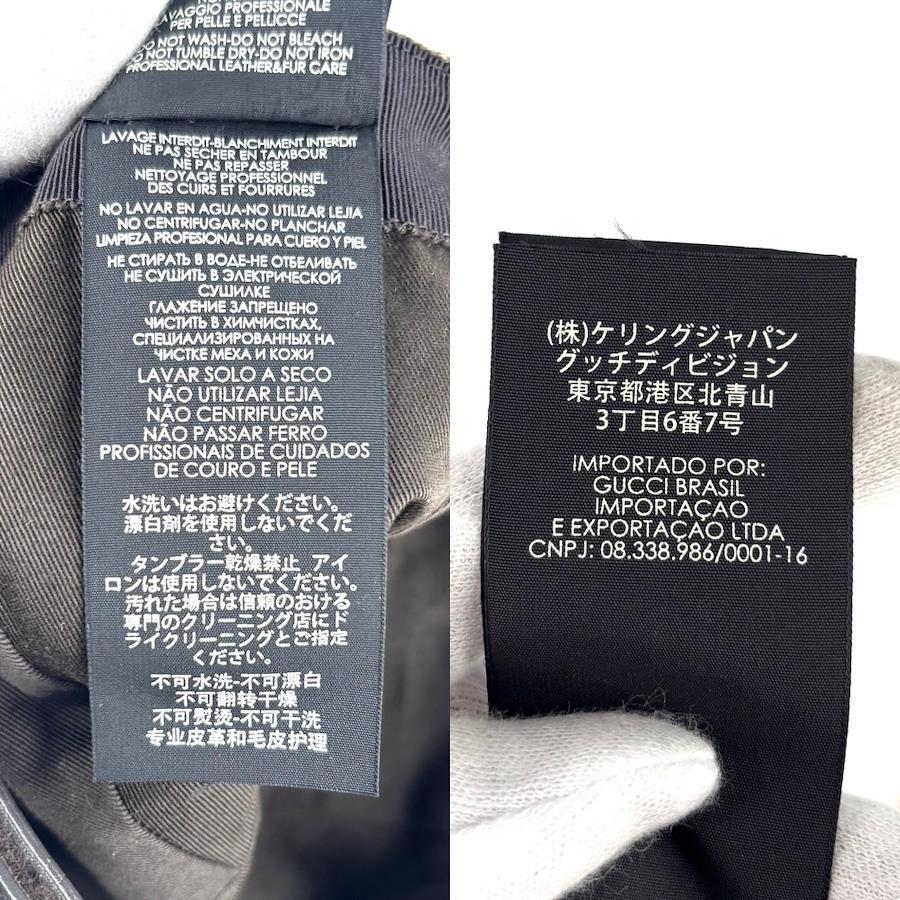 LAVAGGIO PROFESSIONALE
PER PELLE E PELLICCE
DO NOT WASH-DO NOT BLEACH
DO NOT TUMBLE DRY-DO NOT IRON
PROFESSIONAL LEATHER&FUR CARE
LAVAGE INTERDIT-BLANCHIMENT INTERDIT
NE PAS SECHER EN TAMBOUR
NE PAS REPASSER
NETTOYAGE PROFESSIONNEL
DES CUIRS ET FOURRURES
NO LAVAR EN AGUA-NO UTILIZAR LEJIA
NO CENTRIFUGAR-NO PLANCHAR
LIMPIEZA PROFESIONAL PARA CUERO Y PIEL
НЕ СТИРАТЬ В ВОДЕ-НЕ ОТБЕЛИВАТЬ
НЕ СУШИТЬ В ЭЛЕКТРИЧЕСКОЙ
СУШИЛКЕ
ГЛАЖЕНИЕ ЗАПРЕЩЕНО
ЧИСТИТЬ В ХИМЧИСТКАХ,
СПЕЦИАЛИЗИРОВАННЫХ НА
ЧИСТКЕ МЕХА И КОЖИ
LAVAR SOLO A SECO
NÃO UTILIZAR LEJIA
NÃO CENTRIFUGAR
NÃO PASSAR FERRO
PROFISSIONAIS DE CUIDADOS
DE COURO E PELE
水洗いはお避けください。
漂白剤を使用しないでくだ
さい。
タンブラー乾燥禁止 アイ
ロンは使用しないでください。
汚れた場合は信頼のおける
専門のクリーニング店にド
ライクリーニングとご指定
ください。
不可水洗-不可漂白
不可翻转干燥
不可熨烫-不可干洗
专业皮革和毛皮护理
(株)ケリングジャパン
グッチディビジョン
東京都港区北青山
3丁目6番7号
IMPORTADO POR:
GUCCI BRASIL
IMPORTAÇAO
E EXPORTAÇAO LTDA
CNPJ: 08.338.986/0001-16